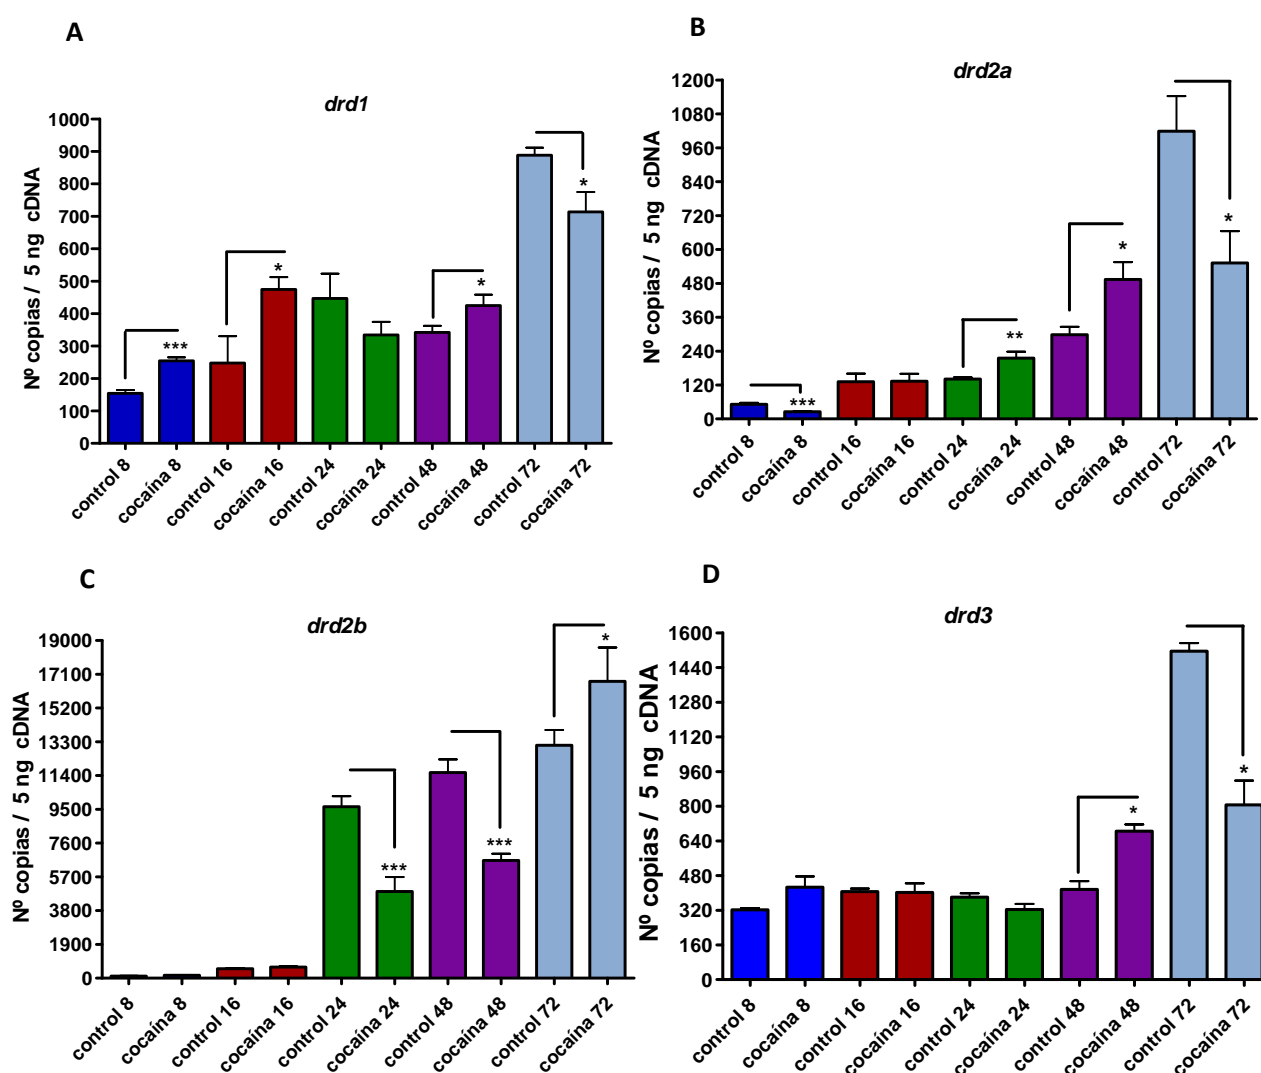 A
drd1
Nº copias / 5 ng cDNA
1000
900
800
700
600
500
400
300
200
100
0
***
*
*
*
control 8
cocaína 8
control 16
cocaína 16
control 24
cocaína 24
control 48
cocaína 48
control 72
cocaína 72
B
drd2a
Nº copias / 5 ng cDNA
1200
1080
960
840
720
600
480
360
240
120
0
***
**
*
*
control 8
cocaína 8
control 16
cocaína 16
control 24
cocaína 24
control 48
cocaína 48
control 72
cocaína 72
C
drd2b
Nº copias / 5 ng cDNA
19000
17100
15200
13300
11400
9500
7600
5700
3800
1900
0
***
***
*
control 8
cocaína 8
control 16
cocaína 16
control 24
cocaína 24
control 48
cocaína 48
control 72
cocaína 72
D
drd3
Nº copias / 5 ng cDNA
1600
1440
1280
1120
960
800
640
480
320
160
0
*
*
control 8
cocaína 8
control 16
cocaína 16
control 24
cocaína 24
control 48
cocaína 48
control 72
cocaína 72